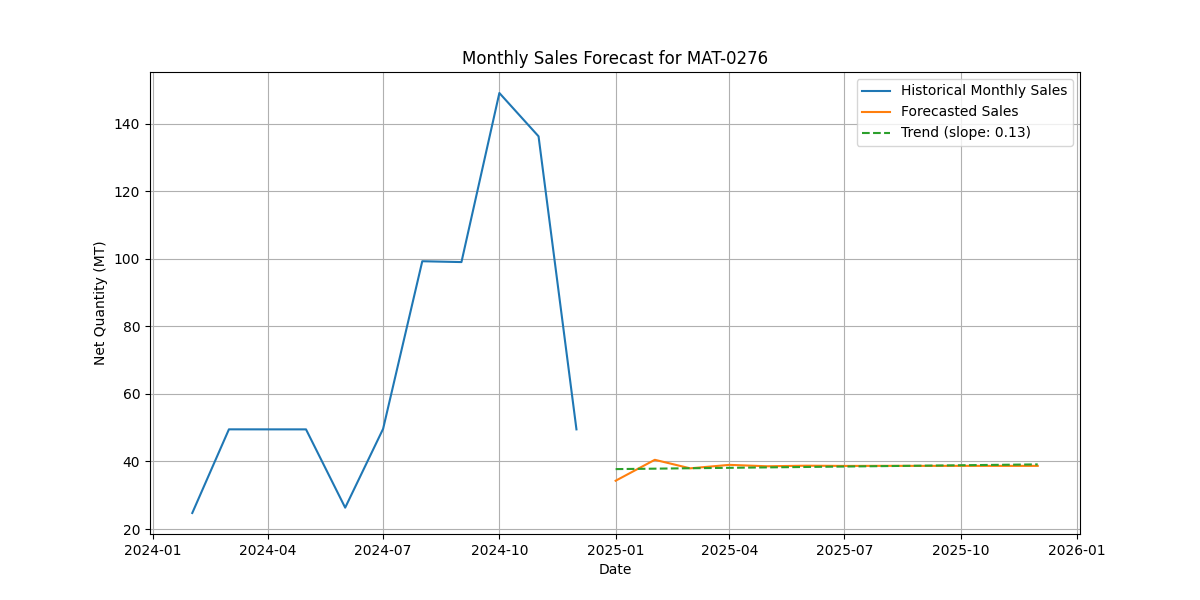 Monthly Sales Forecast for MAT-0276
Historical Monthly Sales
Forecasted Sales
Trend (slope: 0.13)
Net Quantity (MT)
140
120
100
80
60
40
20
2024-01 2024-04 2024-07 2024-10 2025-01 2025-04 2025-07 2025-10 2026-01
Date